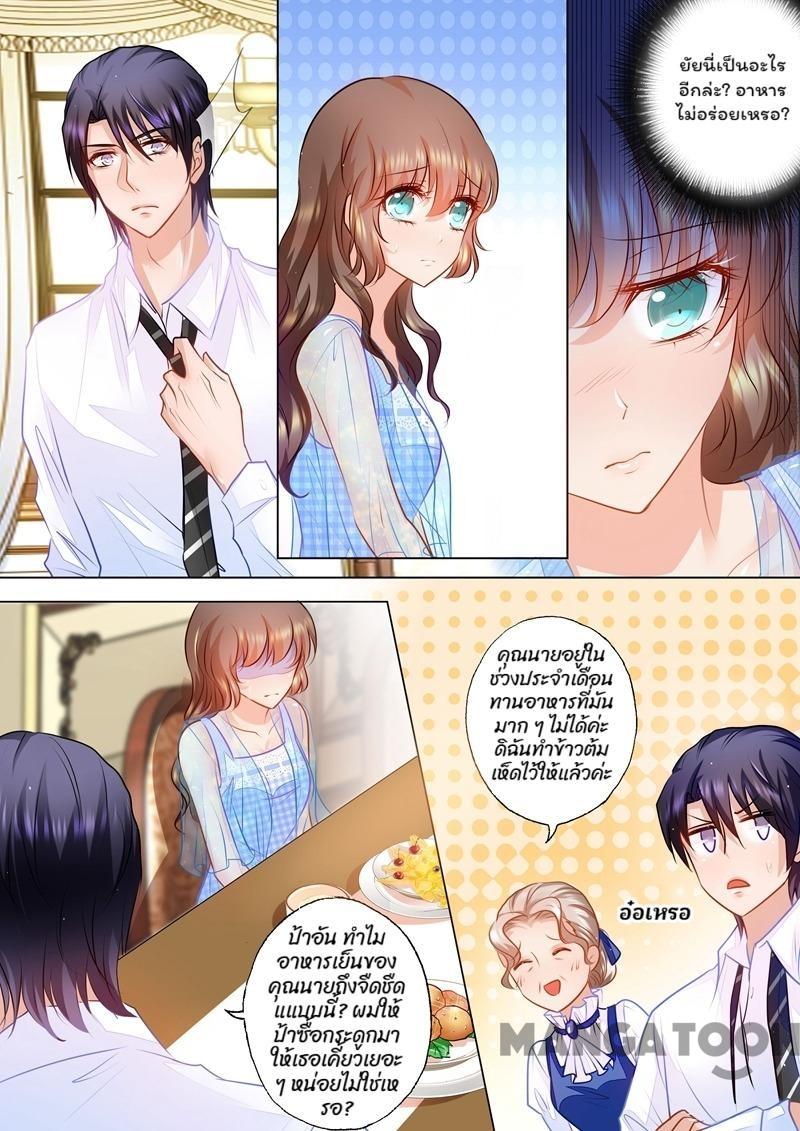 ยัยนี่เป็นอะไร
อีกล่ะ? อาหาร
ไม่อร่อยเหรอ?
ป้าอัน ทำไม
อาหารเย็นของ
คุณนายถึงจืดชืด
แแบบนี้? ผมให้
ป้าซื้อกระดูกมา
ให้เธอเคี่ยวเยอะ
ๆ หน่อยไม่ใช่เห
รอ?
คุณนายอยู่ใน
ช่วงประจำเดือน
ทานอาหารที่มัน
มาก ๆ ไม่ได้ค่ะ
ดิฉันทำข้าวต้ม
เห็ดไว้ให้แล้วค่ะ
อ๋อเหรอ
MANGATOON